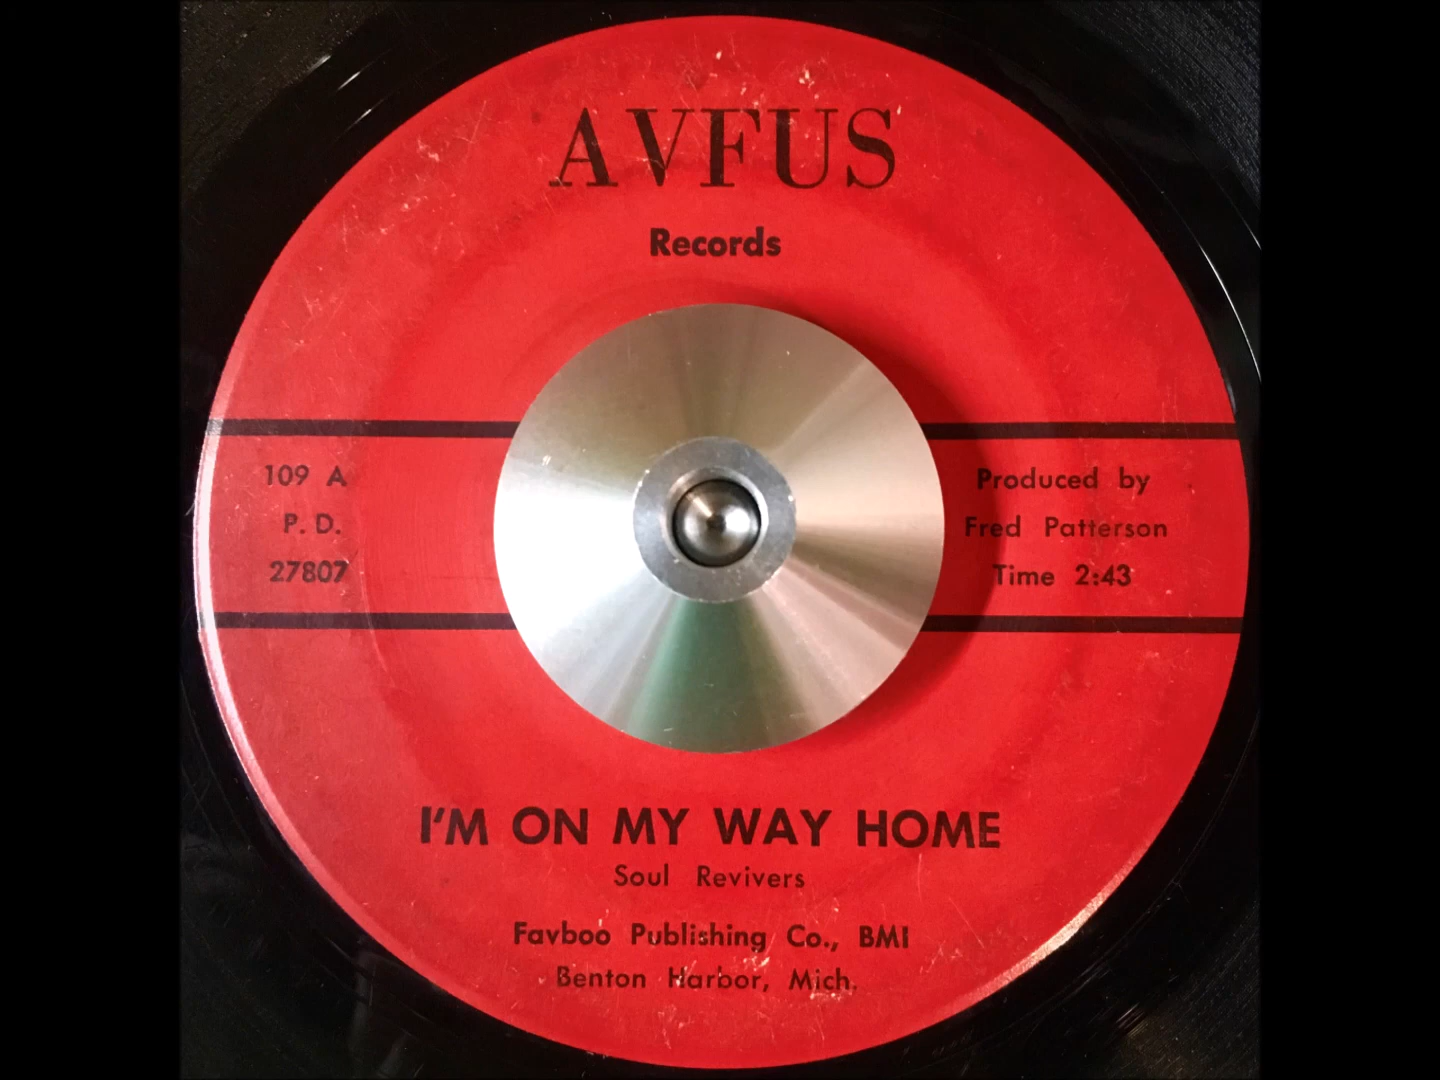 AVFUS
Records
109 A
P. D.
27807
Produced by
Fred Patterson
Time 2:43
I'M ON MY WAY HOME
Soul Revivers
Favboo Publishing Co., BMI
Benton Harbor, Mich.